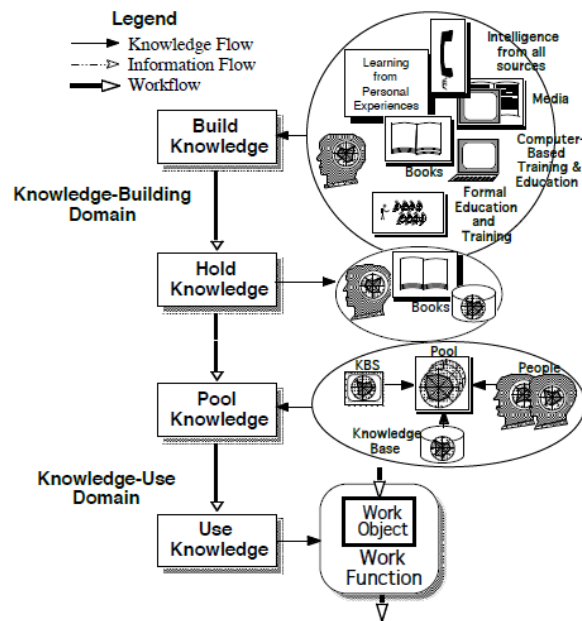 Legend
Knowledge Flow
Information Flow
Workflow
Intelligence from all
sources
Learning
from
Personal
Experiences
Media
Build
Knowledge
Books
Computer-
Based
Training &
Education
Formal
Education
and
Training
Knowledge-Building
Domain
Hold
Knowledge
Books
Pool
Knowledge
KBS
Pool
People
Knowledge
Base
Knowledge-Use
Domain
Use
Knowledge
Work
Object
Work
Function